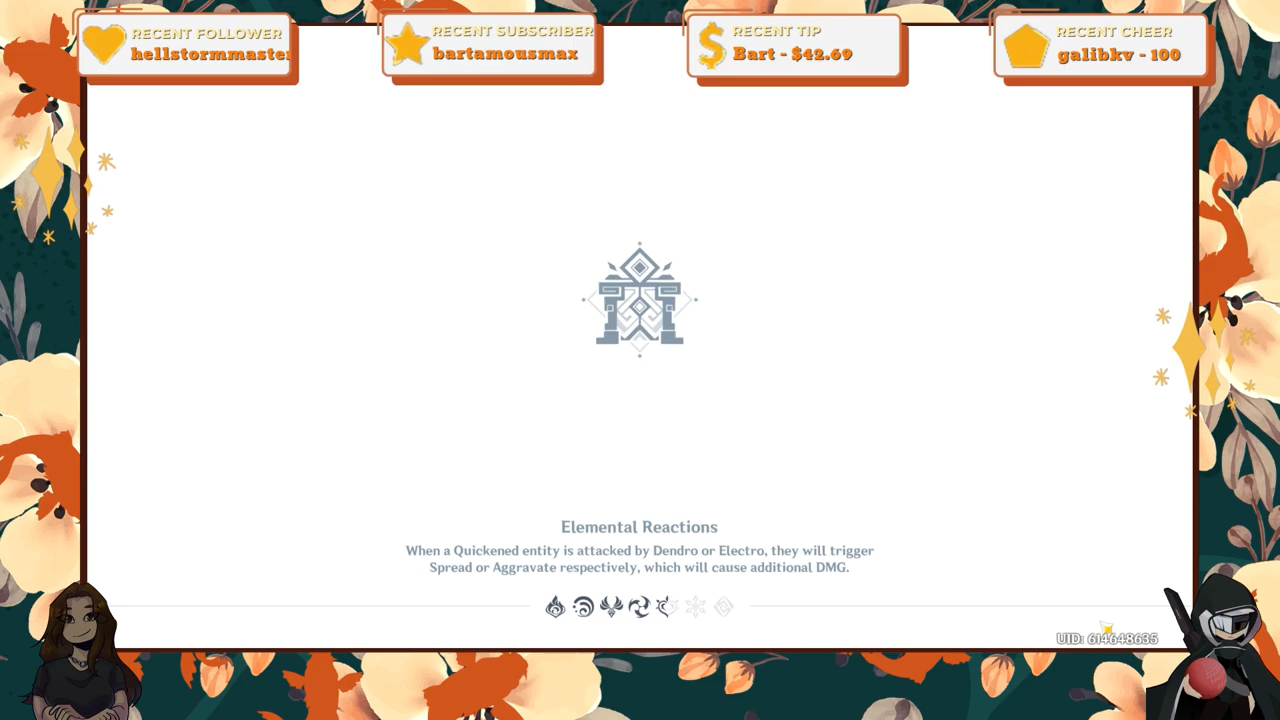 RECENT FOLLOWER
hellstormmaster
RECENT SUBSCRIBER
bartamousmax
RECENT TIP
Bart - $42.69
RECENT CHEER
galibkv - 100
Elemental Reactions
When a Quickened entity is attacked by Dendro or Electro, they will trigger
Spread or Aggravate respectively, which will cause additional DMG.
UID: 614648635